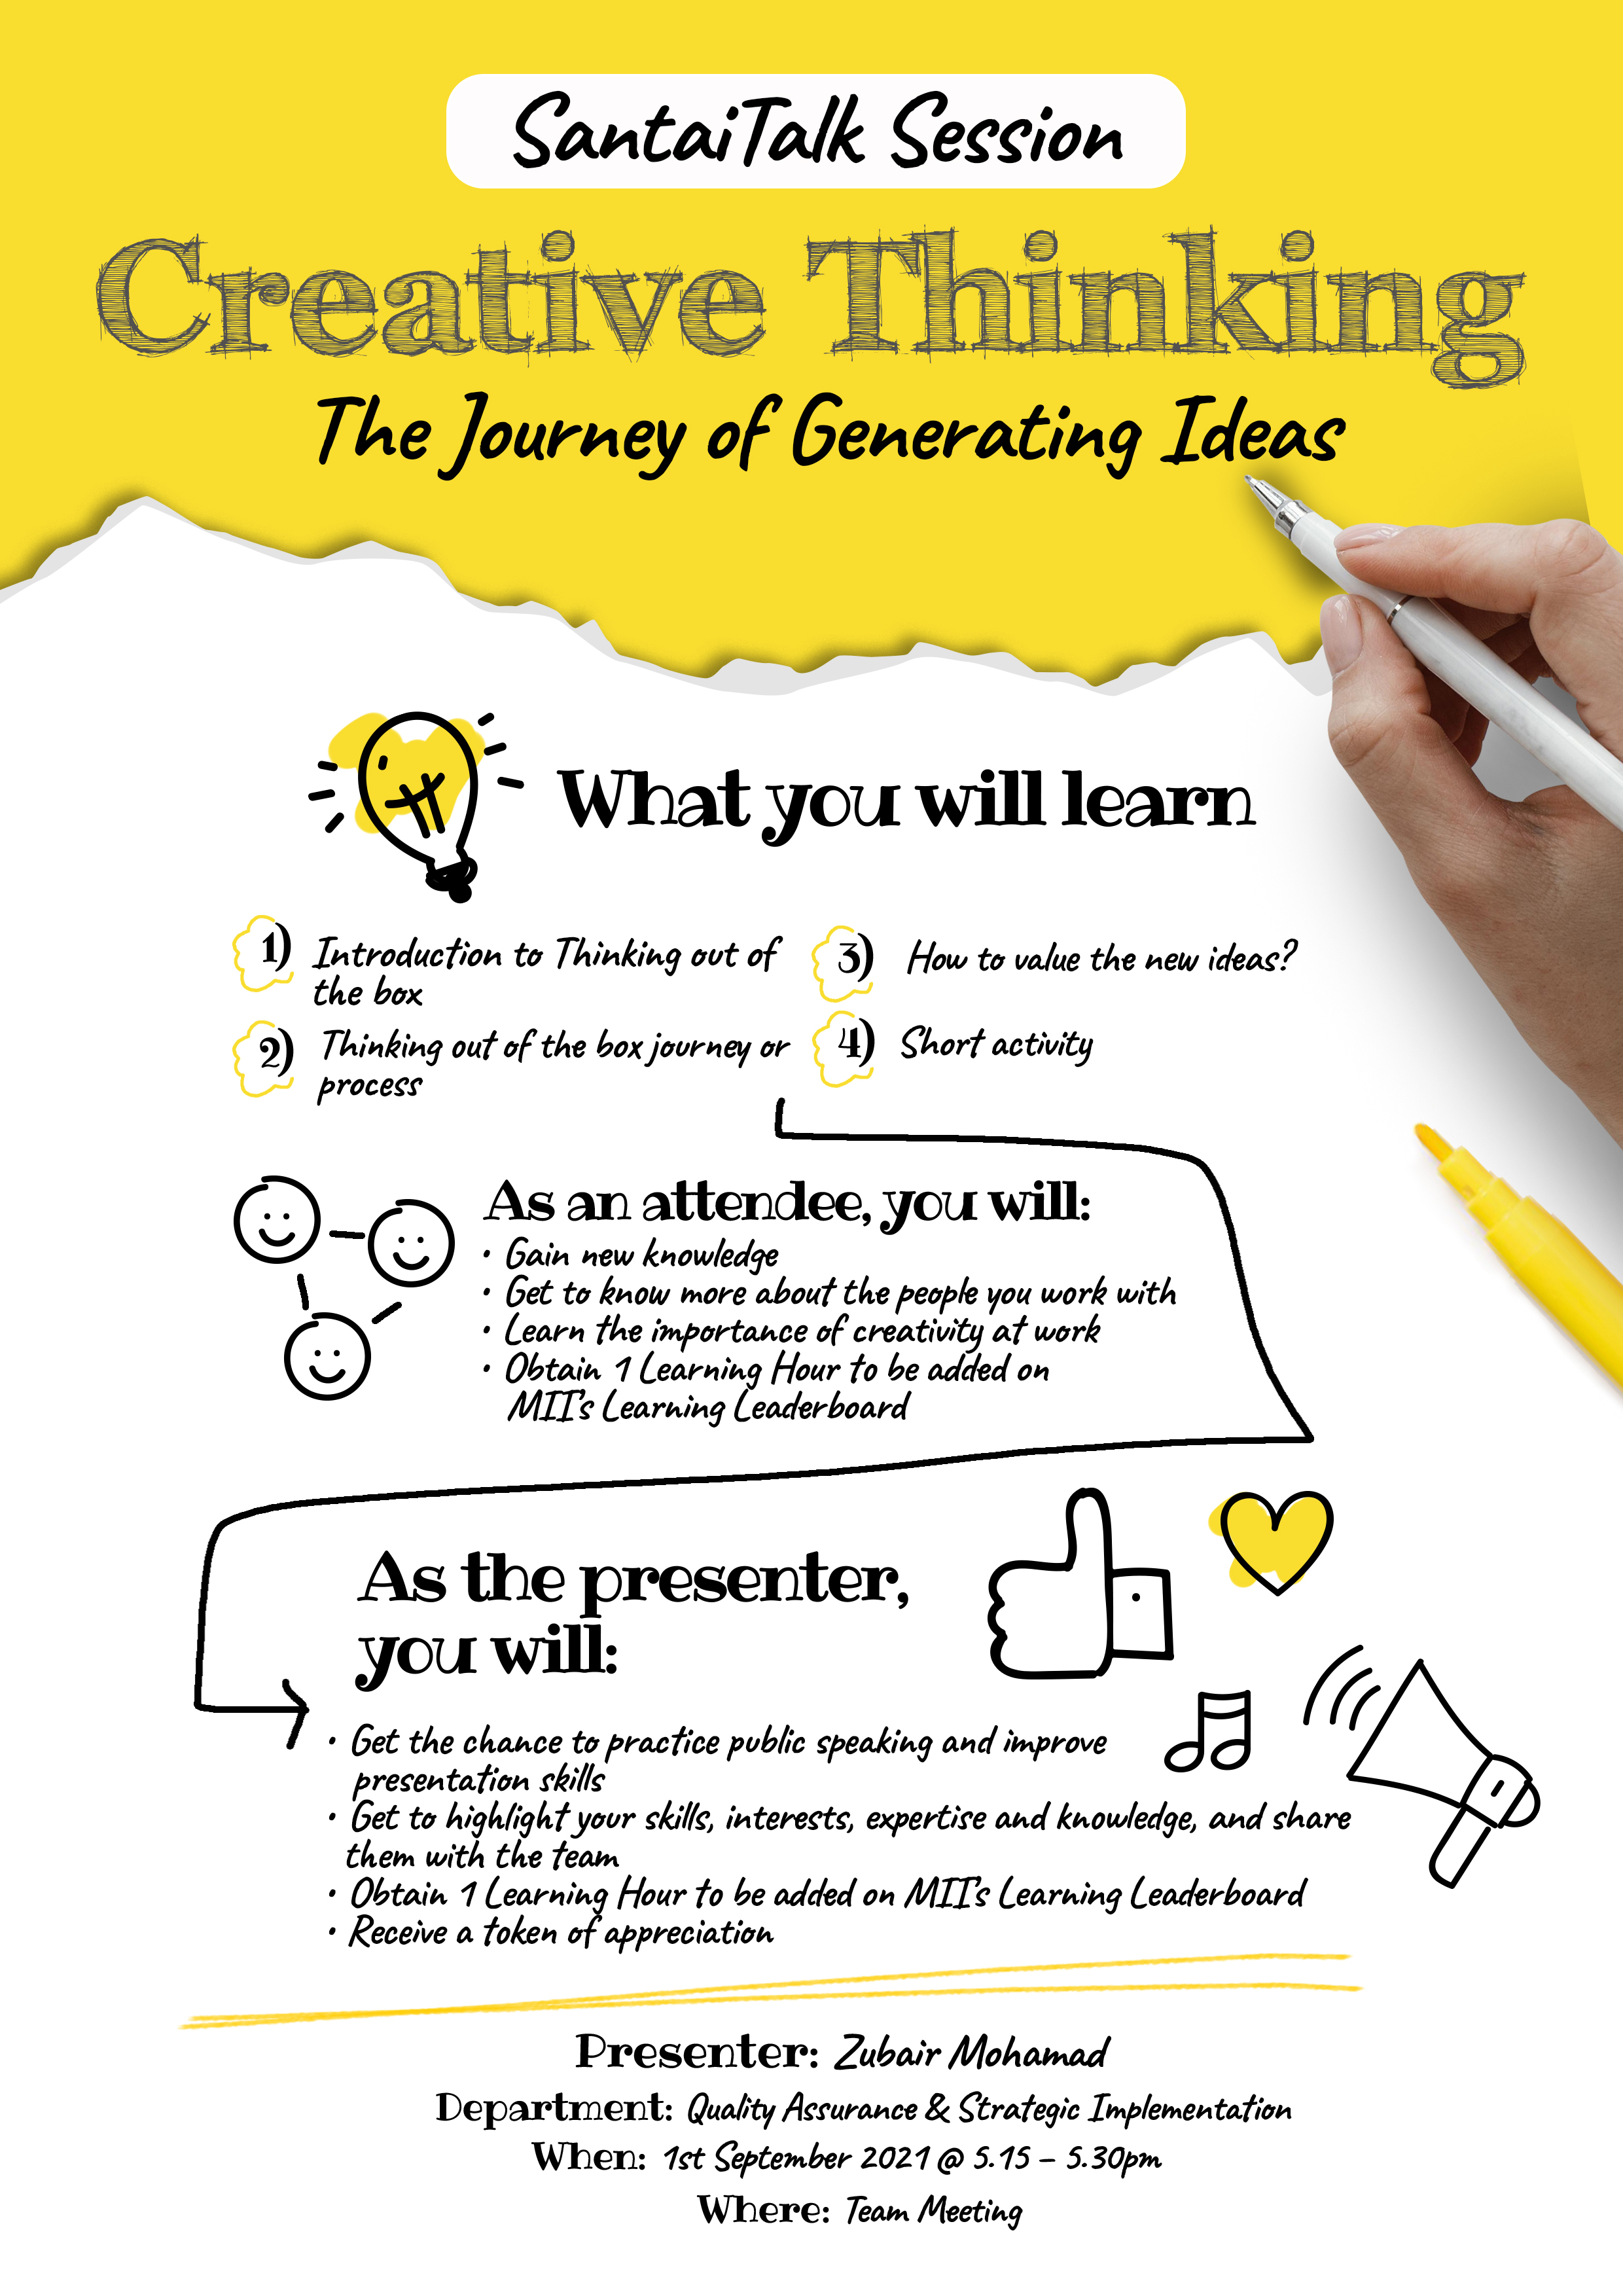 SantaiTalk Session
Creative Thinking
The Journey of Generating Ideas
What you will learn
1) Introduction to Thinking out of
the box
2) Thinking out of the box journey or
process
3) How to value the new ideas?
4) Short activity
As an attendee, you will:
• Gain new knowledge
• Get to know more about the people you work with
• Learn the importance of creativity at work
• Obtain 1 Learning Hour to be added on
MII's Learning Leaderboard
As the presenter,
you will:
• Get the chance to practice public speaking and improve
presentation skills
• Get to highlight your skills, interests, expertise and knowledge, and share
them with the team
• Obtain 1 Learning Hour to be added on MII's Learning Leaderboard
• Receive a token of appreciation
Presenter: Zubair Mohamad
Department: Quality Assurance & Strategic Implementation
When: 1st September 2021 @ 5.15 – 5.30pm
Where: Team Meeting